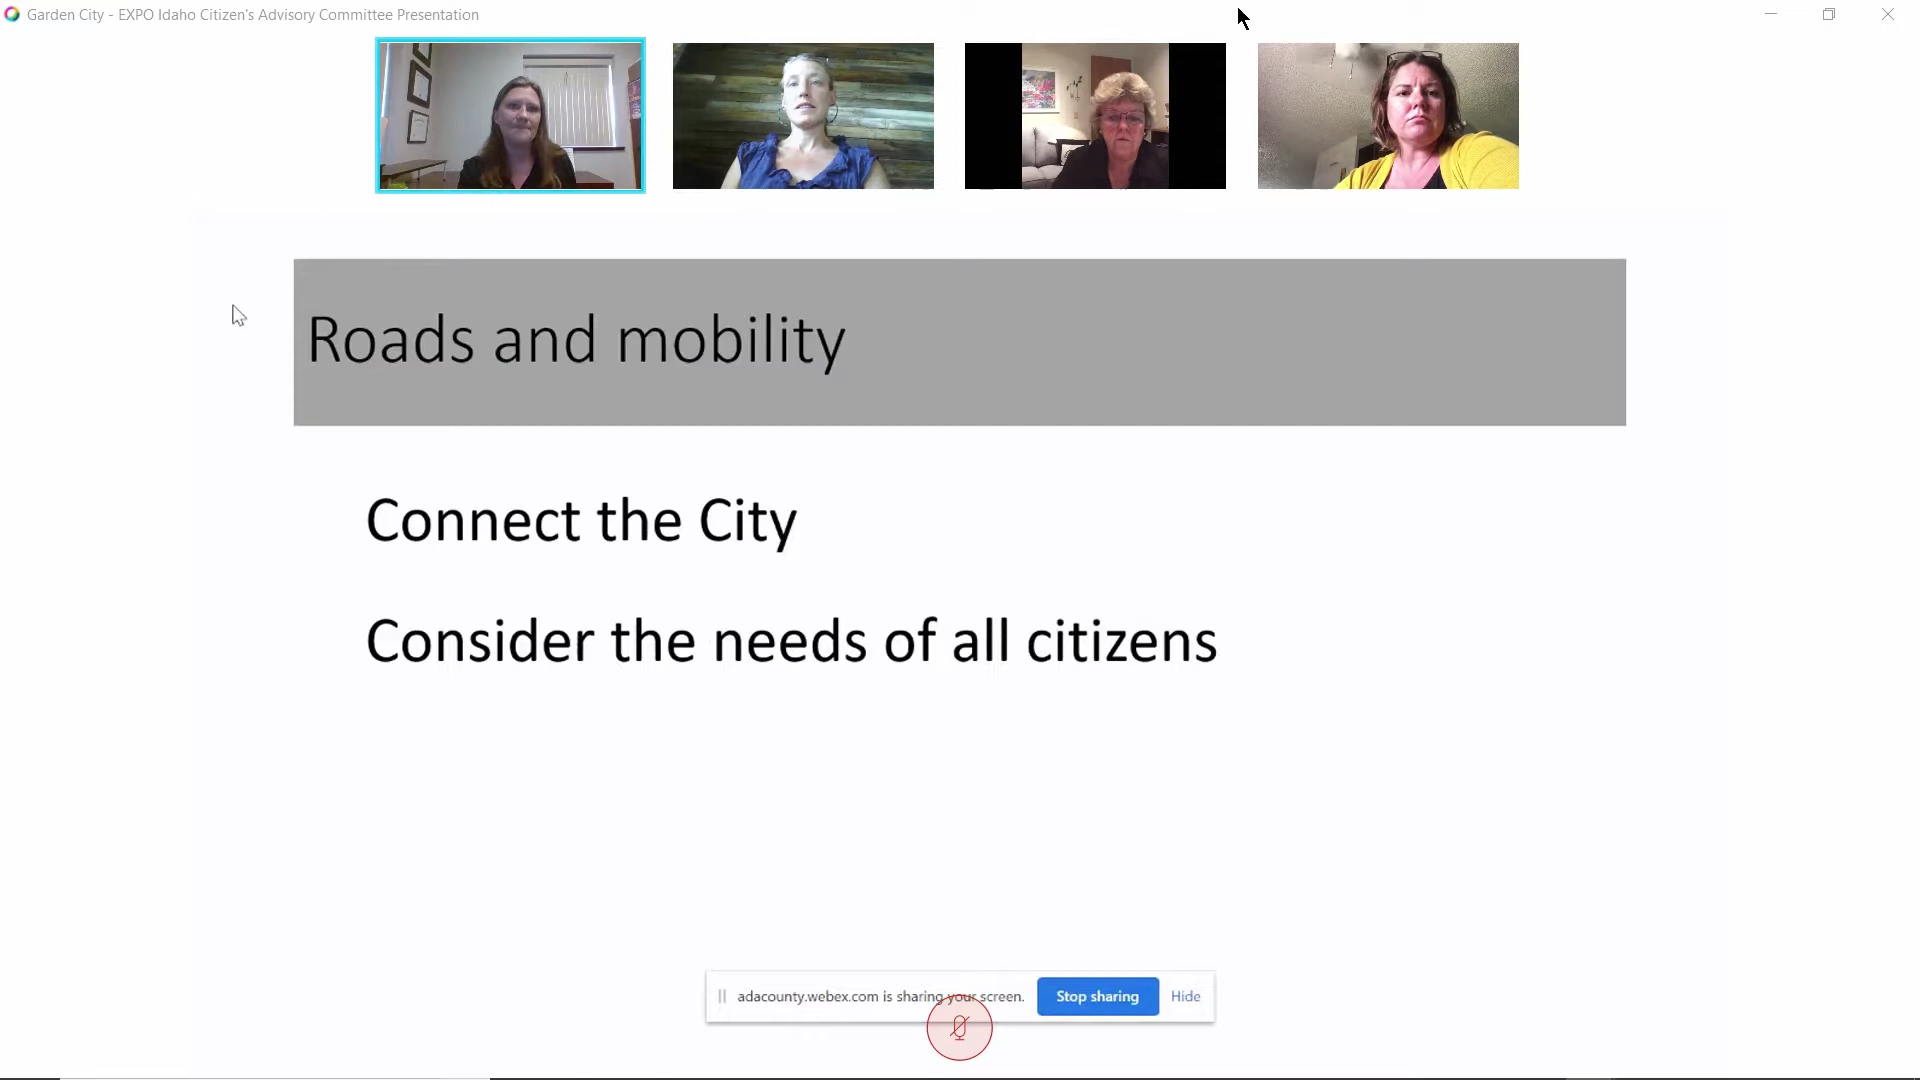 Garden City - EXPO Idaho Citizen's Advisory Committee Presentation
Roads and mobility
Connect the City
Consider the needs of all citizens
adacounty.webex.com is sharing your screen.
Stop sharing
Hide